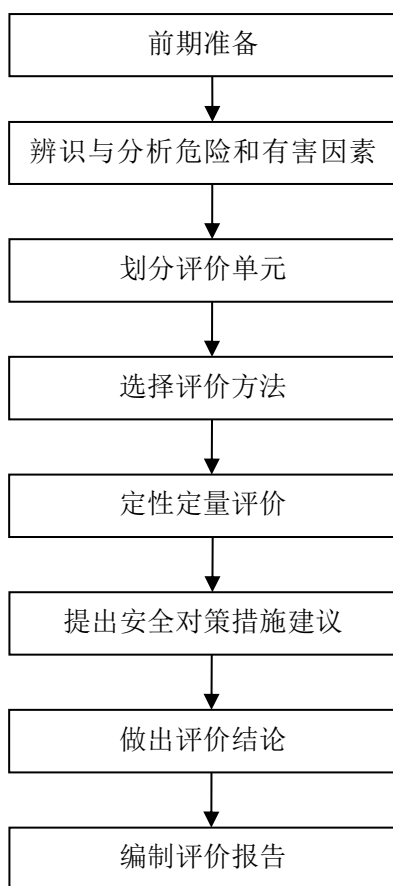 前期准备
辨识与分析危险和有害因素
划分评价单元
选择评价方法
定性定量评价
提出安全对策措施建议
做出评价结论
编制评价报告